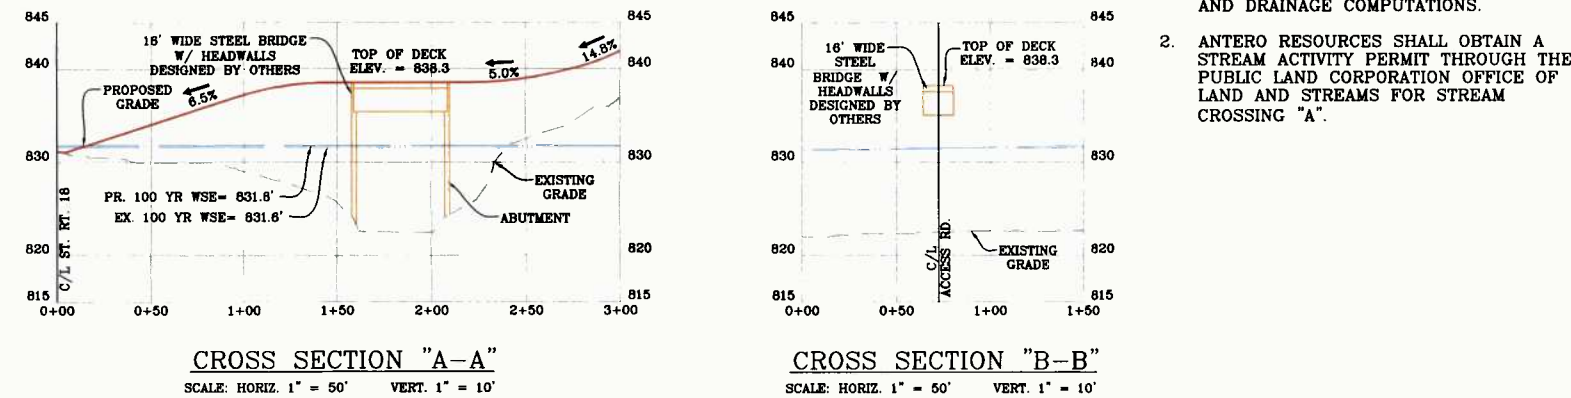 845
840
830
820
815
16' WIDE STEEL BRIDGE
W/ HEADWALLS
DESIGNED BY OTHERS
TOP OF DECK
ELEV. = 838.3
14.8%
5.0%
6.5%
PROPOSED
GRADE
PR. 100 YR WSE= 831.6'
EX. 100 YR WSE= 831.6'
EXISTING
GRADE
ABUTMENT
C/L ST. RT. 18
845
840
830
820
815
0+00 0+50 1+00 1+50 2+00 2+50 3+00
CROSS SECTION "A-A"
SCALE: HORIZ. 1" = 50' VERT. 1" = 10'
845
840
830
820
815
16' WIDE
STEEL
BRIDGE W/
HEADWALLS
DESIGNED BY
OTHERS
TOP OF DECK
ELEV. = 838.3
EXISTING
GRADE
C/L
ACCESS RD.
845
840
830
820
815
0+00 0+50 1+00 1+50
CROSS SECTION "B-B"
SCALE: HORIZ. 1" = 50' VERT. 1" = 10'
AND DRAINAGE COMPUTATIONS.
2. ANTERO RESOURCES SHALL OBTAIN A
STREAM ACTIVITY PERMIT THROUGH THE
PUBLIC LAND CORPORATION OFFICE OF
LAND AND STREAMS FOR STREAM
CROSSING "A".